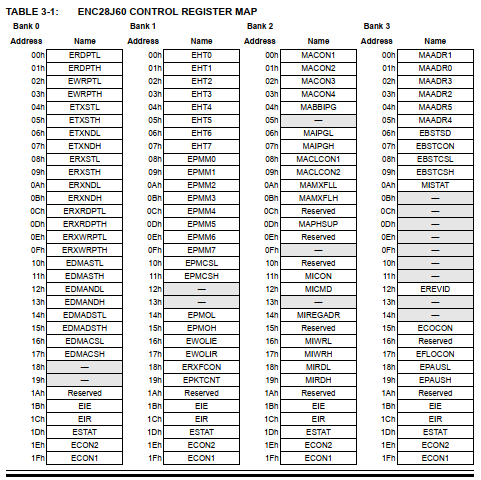 TABLE 3-1: ENC28J60 CONTROL REGISTER MAP
Bank 0 Bank 1 Bank 2 Bank 3
Address Name Address Name Address Name Address Name
00h ERDPTL 00h EHT0 00h MACON1 00h MAADR1
01h ERDPTH 01h EHT1 01h MACON2 01h MAADR0
02h EWRPTL 02h EHT2 02h MACON3 02h MAADR3
03h EWRPTH 03h EHT3 03h MACON4 03h MAADR2
04h ETXSTL 04h EHT4 04h MABBIPG 04h MAADR5
05h ETXSTH 05h EHT5 05h — 05h MAADR4
06h ETXNDL 06h EHT6 06h MAIPGL 06h EBSTSD
07h ETXNDH 07h EHT7 07h MAIPGH 07h EBSTCON
08h ERXSTL 08h EPMM0 08h MACLCON1 08h EBSTCSL
09h ERXSTH 09h EPMM1 09h MACLCON2 09h EBSTCSH
0Ah ERXNDL 0Ah EPMM2 0Ah MAMXFLL 0Ah MISTAT
0Bh ERXNDH 0Bh EPMM3 0Bh MAMXFLH 0Bh —
0Ch ERXRDPTL 0Ch EPMM4 0Ch Reserved 0Ch —
0Dh ERXRDPTH 0Dh EPMM5 0Dh MAPHSUP 0Dh —
0Eh ERXWRPTL 0Eh EPMM6 0Eh Reserved 0Eh —
0Fh ERXWRPTH 0Fh EPMM7 0Fh — 0Fh —
10h EDMASTL 10h EPMCSL 10h Reserved 10h —
11h EDMASTH 11h EPMCSH 11h MICON 11h —
12h EDMANDL 12h — 12h MICMD 12h EREVID
13h EDMANDH 13h — 13h — 13h —
14h EDMADSTL 14h EPMOL 14h MIREGADR 14h —
15h EDMADSTH 15h EPMOH 15h Reserved 15h ECOCON
16h EDMACSL 16h EWOLIE 16h MIWRL 16h Reserved
17h EDMACSH 17h EWOLIR 17h MIWRH 17h EFLOCON
18h — 18h ERXFCON 18h MIRDL 18h EPAUSL
19h — 19h EPKTCNT 19h MIRDH 19h EPAUSH
1Ah Reserved 1Ah Reserved 1Ah Reserved 1Ah Reserved
1Bh EIE 1Bh EIE 1Bh EIE 1Bh EIE
1Ch EIR 1Ch EIR 1Ch EIR 1Ch EIR
1Dh ESTAT 1Dh ESTAT 1Dh ESTAT 1Dh ESTAT
1Eh ECON2 1Eh ECON2 1Eh ECON2 1Eh ECON2
1Fh ECON1 1Fh ECON1 1Fh ECON1 1Fh ECON1